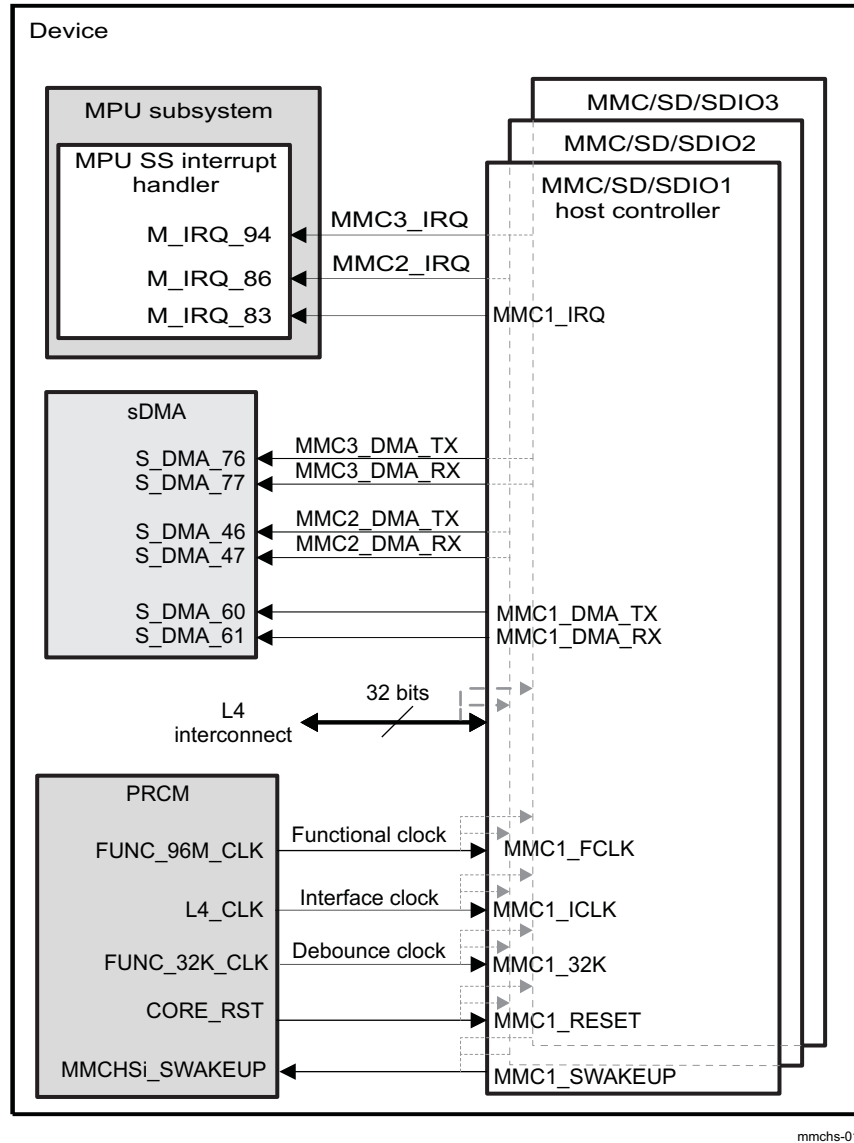 Device
MMC/SD/SDIO3
MPU subsystem
MMC/SD/SDIO2
MPU SS interrupt
handler
MMC/SD/SDIO1
host controller
M_IRQ_94
MMC3_IRQ
M_IRQ_86
MMC2_IRQ
M_IRQ_83
MMC1_IRQ
sDMA
S_DMA_76
MMC3_DMA_TX
S_DMA_77
MMC3_DMA_RX
S_DMA_46
MMC2_DMA_TX
S_DMA_47
MMC2_DMA_RX
S_DMA_60
MMC1_DMA_TX
S_DMA_61
MMC1_DMA_RX
L4
interconnect
32 bits
PRCM
FUNC_96M_CLK
Functional clock
MMC1_FCLK
L4_CLK
Interface clock
MMC1_ICLK
FUNC_32K_CLK
Debounce clock
MMC1_32K
CORE_RST
MMC1_RESET
MMCHSi_SWAKEUP
MMC1_SWAKEUP